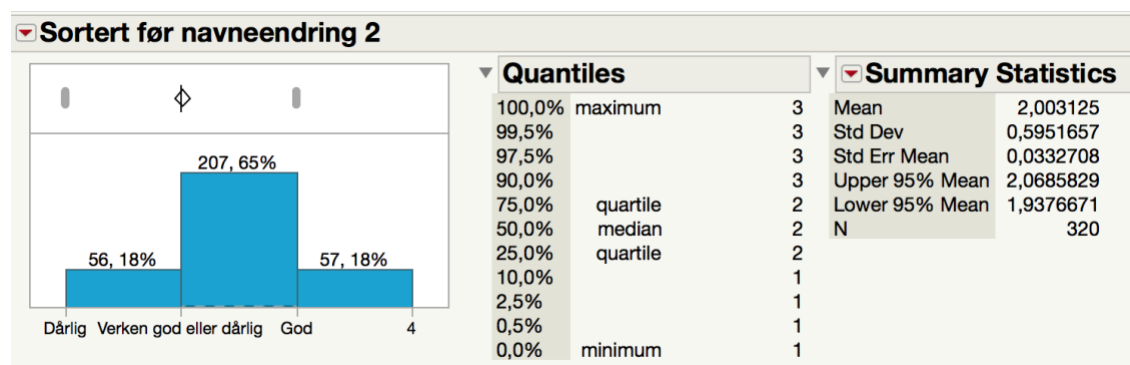 Sortert før navneendring 2
207, 65%
56, 18%
57, 18%
Dårlig Verken god eller dårlig God 4
Quantiles
100,0% maximum 3
99,5% 3
97,5% 3
90,0% 3
75,0% quartile 2
50,0% median 2
25,0% quartile 2
10,0% 1
2,5% 1
0,5% 1
0,0% minimum 1
Summary Statistics
Mean 2,003125
Std Dev 0,5951657
Std Err Mean 0,0332708
Upper 95% Mean 2,0685829
Lower 95% Mean 1,9376671
N 320